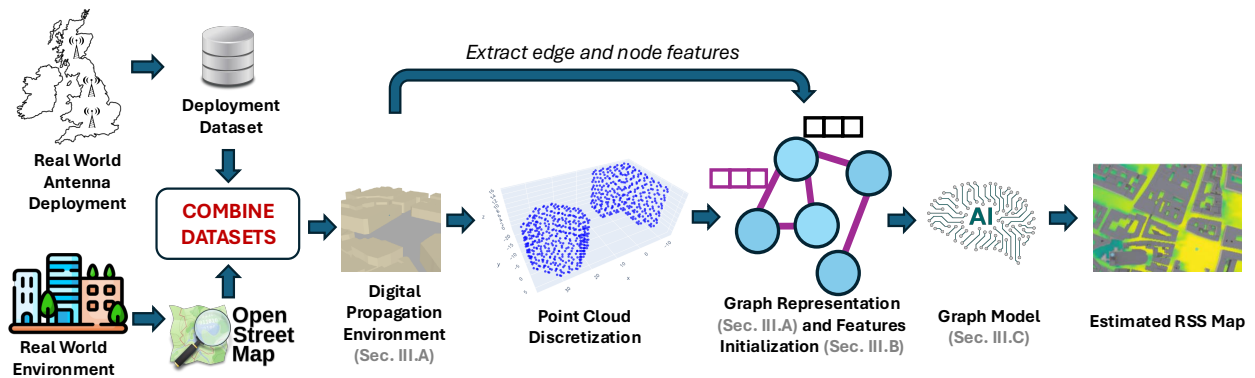 Extract edge and node features
Real World
Antenna
Deployment
Deployment
Dataset
COMBINE
DATASETS
Real World
Environment
Open
Street
Map
Digital
Propagation
Environment
(Sec. III.A)
Point Cloud
Discretization
Graph Representation
(Sec. III.A) and Features
Initialization (Sec. III.B)
AI
Graph Model
(Sec. III.C)
Estimated RSS Map